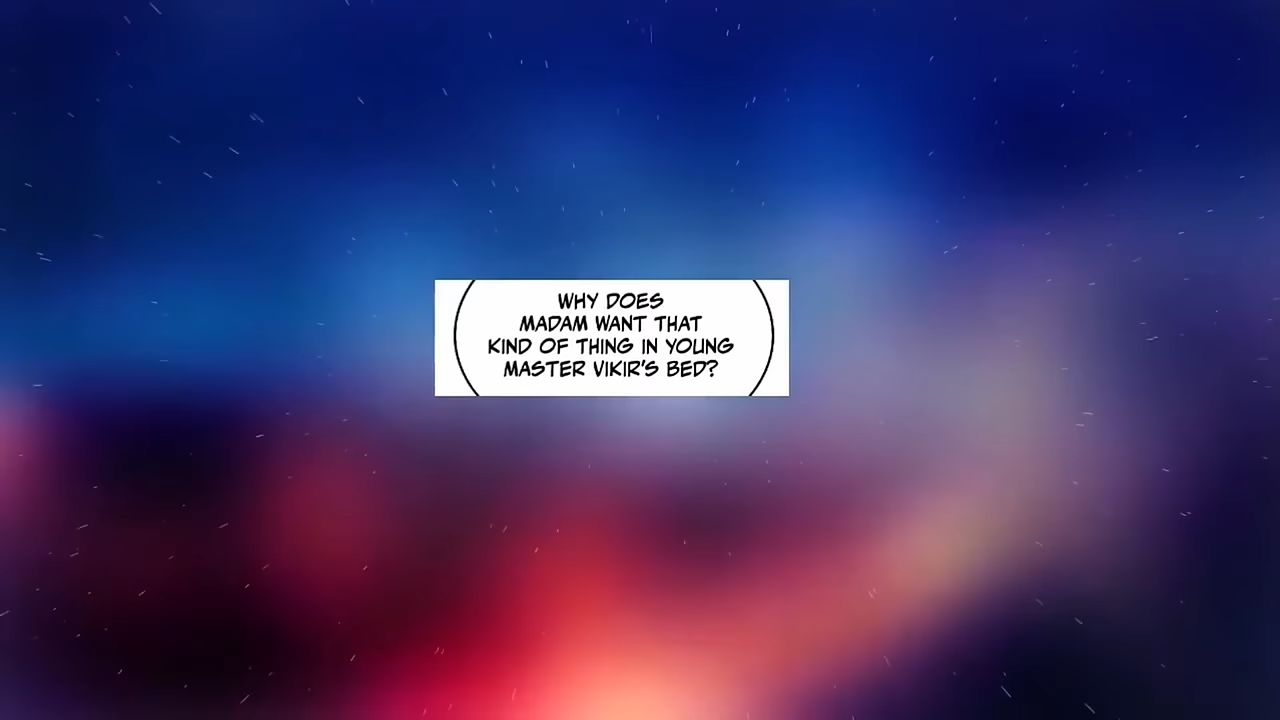 WHY DOES
MADAM WANT THAT
KIND OF THING IN YOUNG
MASTER VIKIR'S BED?